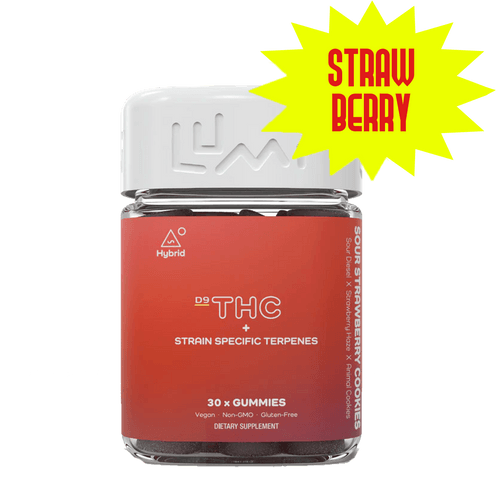 STRAW
BERRY
LUMI
Hybrid
D9 THC
+
STRAIN SPECIFIC TERPENES
30 x GUMMIES
Vegan · Non-GMO · Gluten-Free
DIETARY SUPPLEMENT
SOUR STRAWBERRY COOKIES
Sour Diesel X Strawberry Haze X Animal Cookies